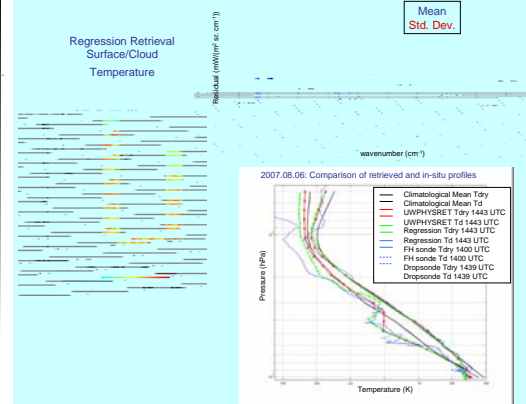 Mean
Std. Dev.
Regression Retrieval
Surface/Cloud
Temperature
Residual (mW/(m² sr. cm⁻¹))
wavenumber (cm⁻¹)
2007.08.06: Comparison of retrieved and in-situ profiles
Climatological Mean Tdry
Climatological Mean Td
UWPHYSRET Tdry 1443 UTC
UWPHYSRET Td 1443 UTC
Regression Tdry 1443 UTC
Regression Td 1443 UTC
FH sonde Tdry 1400 UTC
FH sonde Td 1400 UTC
Dropsonde Tdry 1439 UTC
Dropsonde Td 1439 UTC
Pressure (hPa)
Temperature (K)